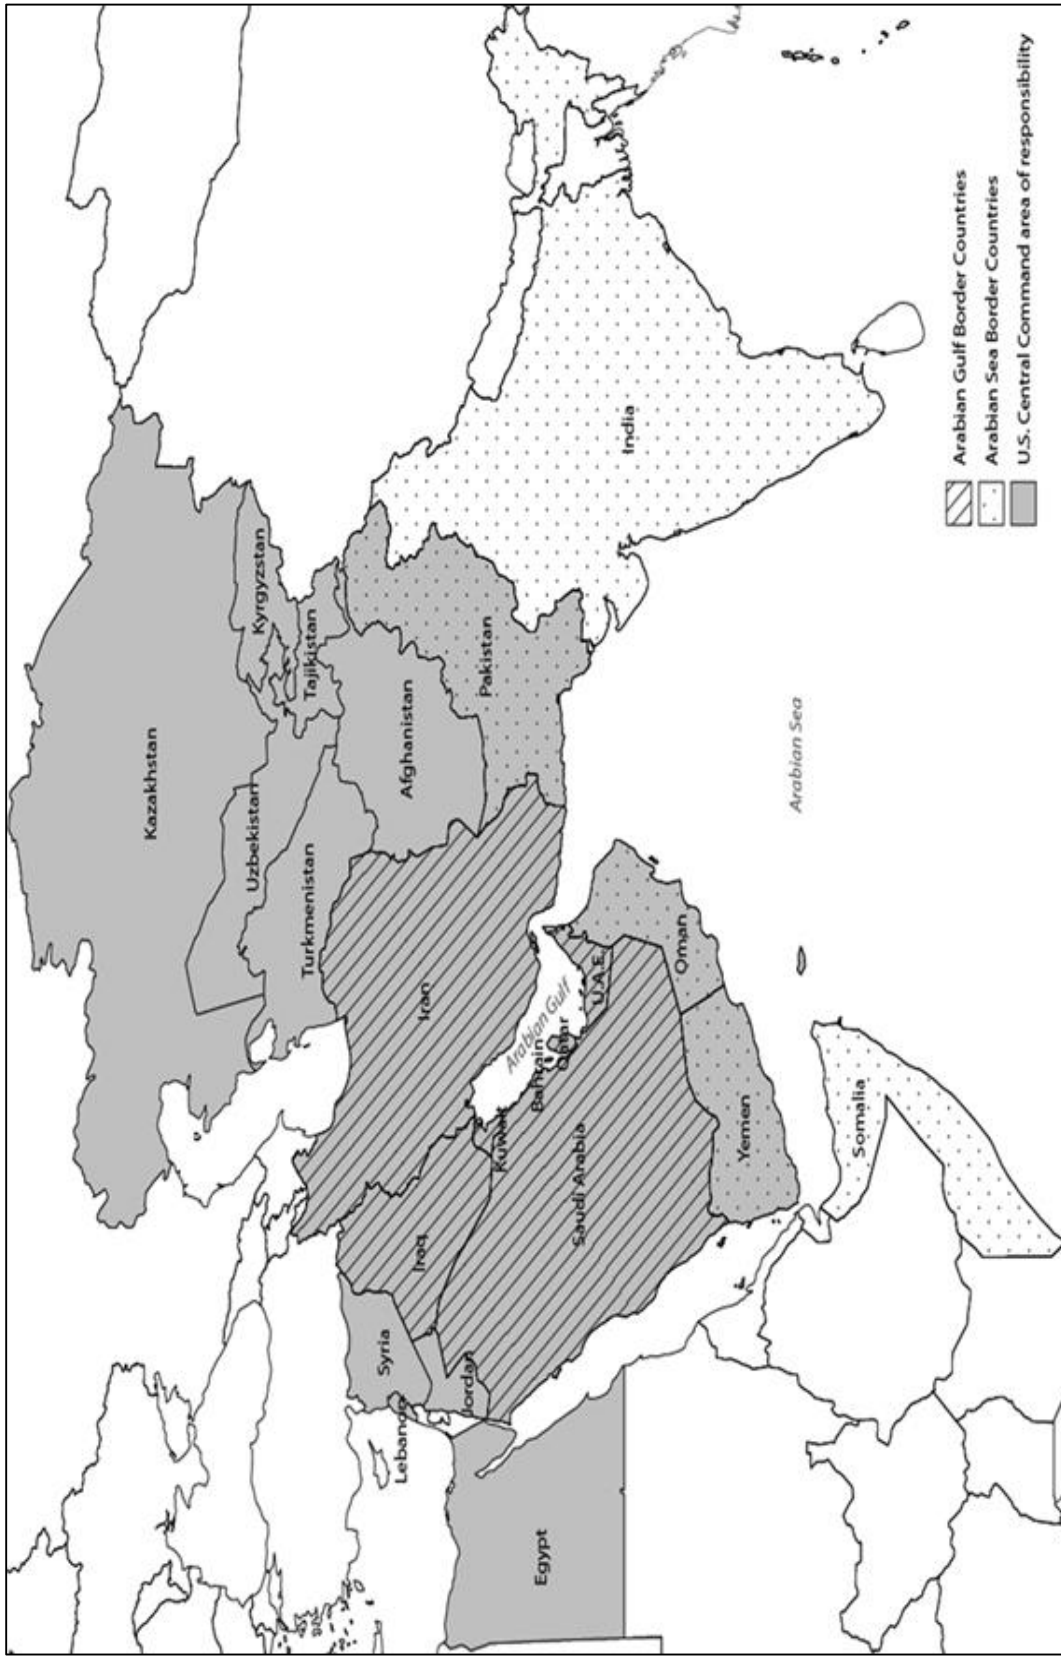 Kazakhstan
Kyrgyzstan
Uzbekistan
Tajikistan
Turkmenistan
Afghanistan
Pakistan
India
Iran
Iraq
Syria
Lebanon
Jordan
Kuwait
Bahrain
Qatar
U.A.E.
Arabian Gulf
Saudi Arabia
Oman
Yemen
Egypt
Somalia
Arabian Sea
Arabian Gulf Border Countries
Arabian Sea Border Countries
U.S. Central Command area of responsibility